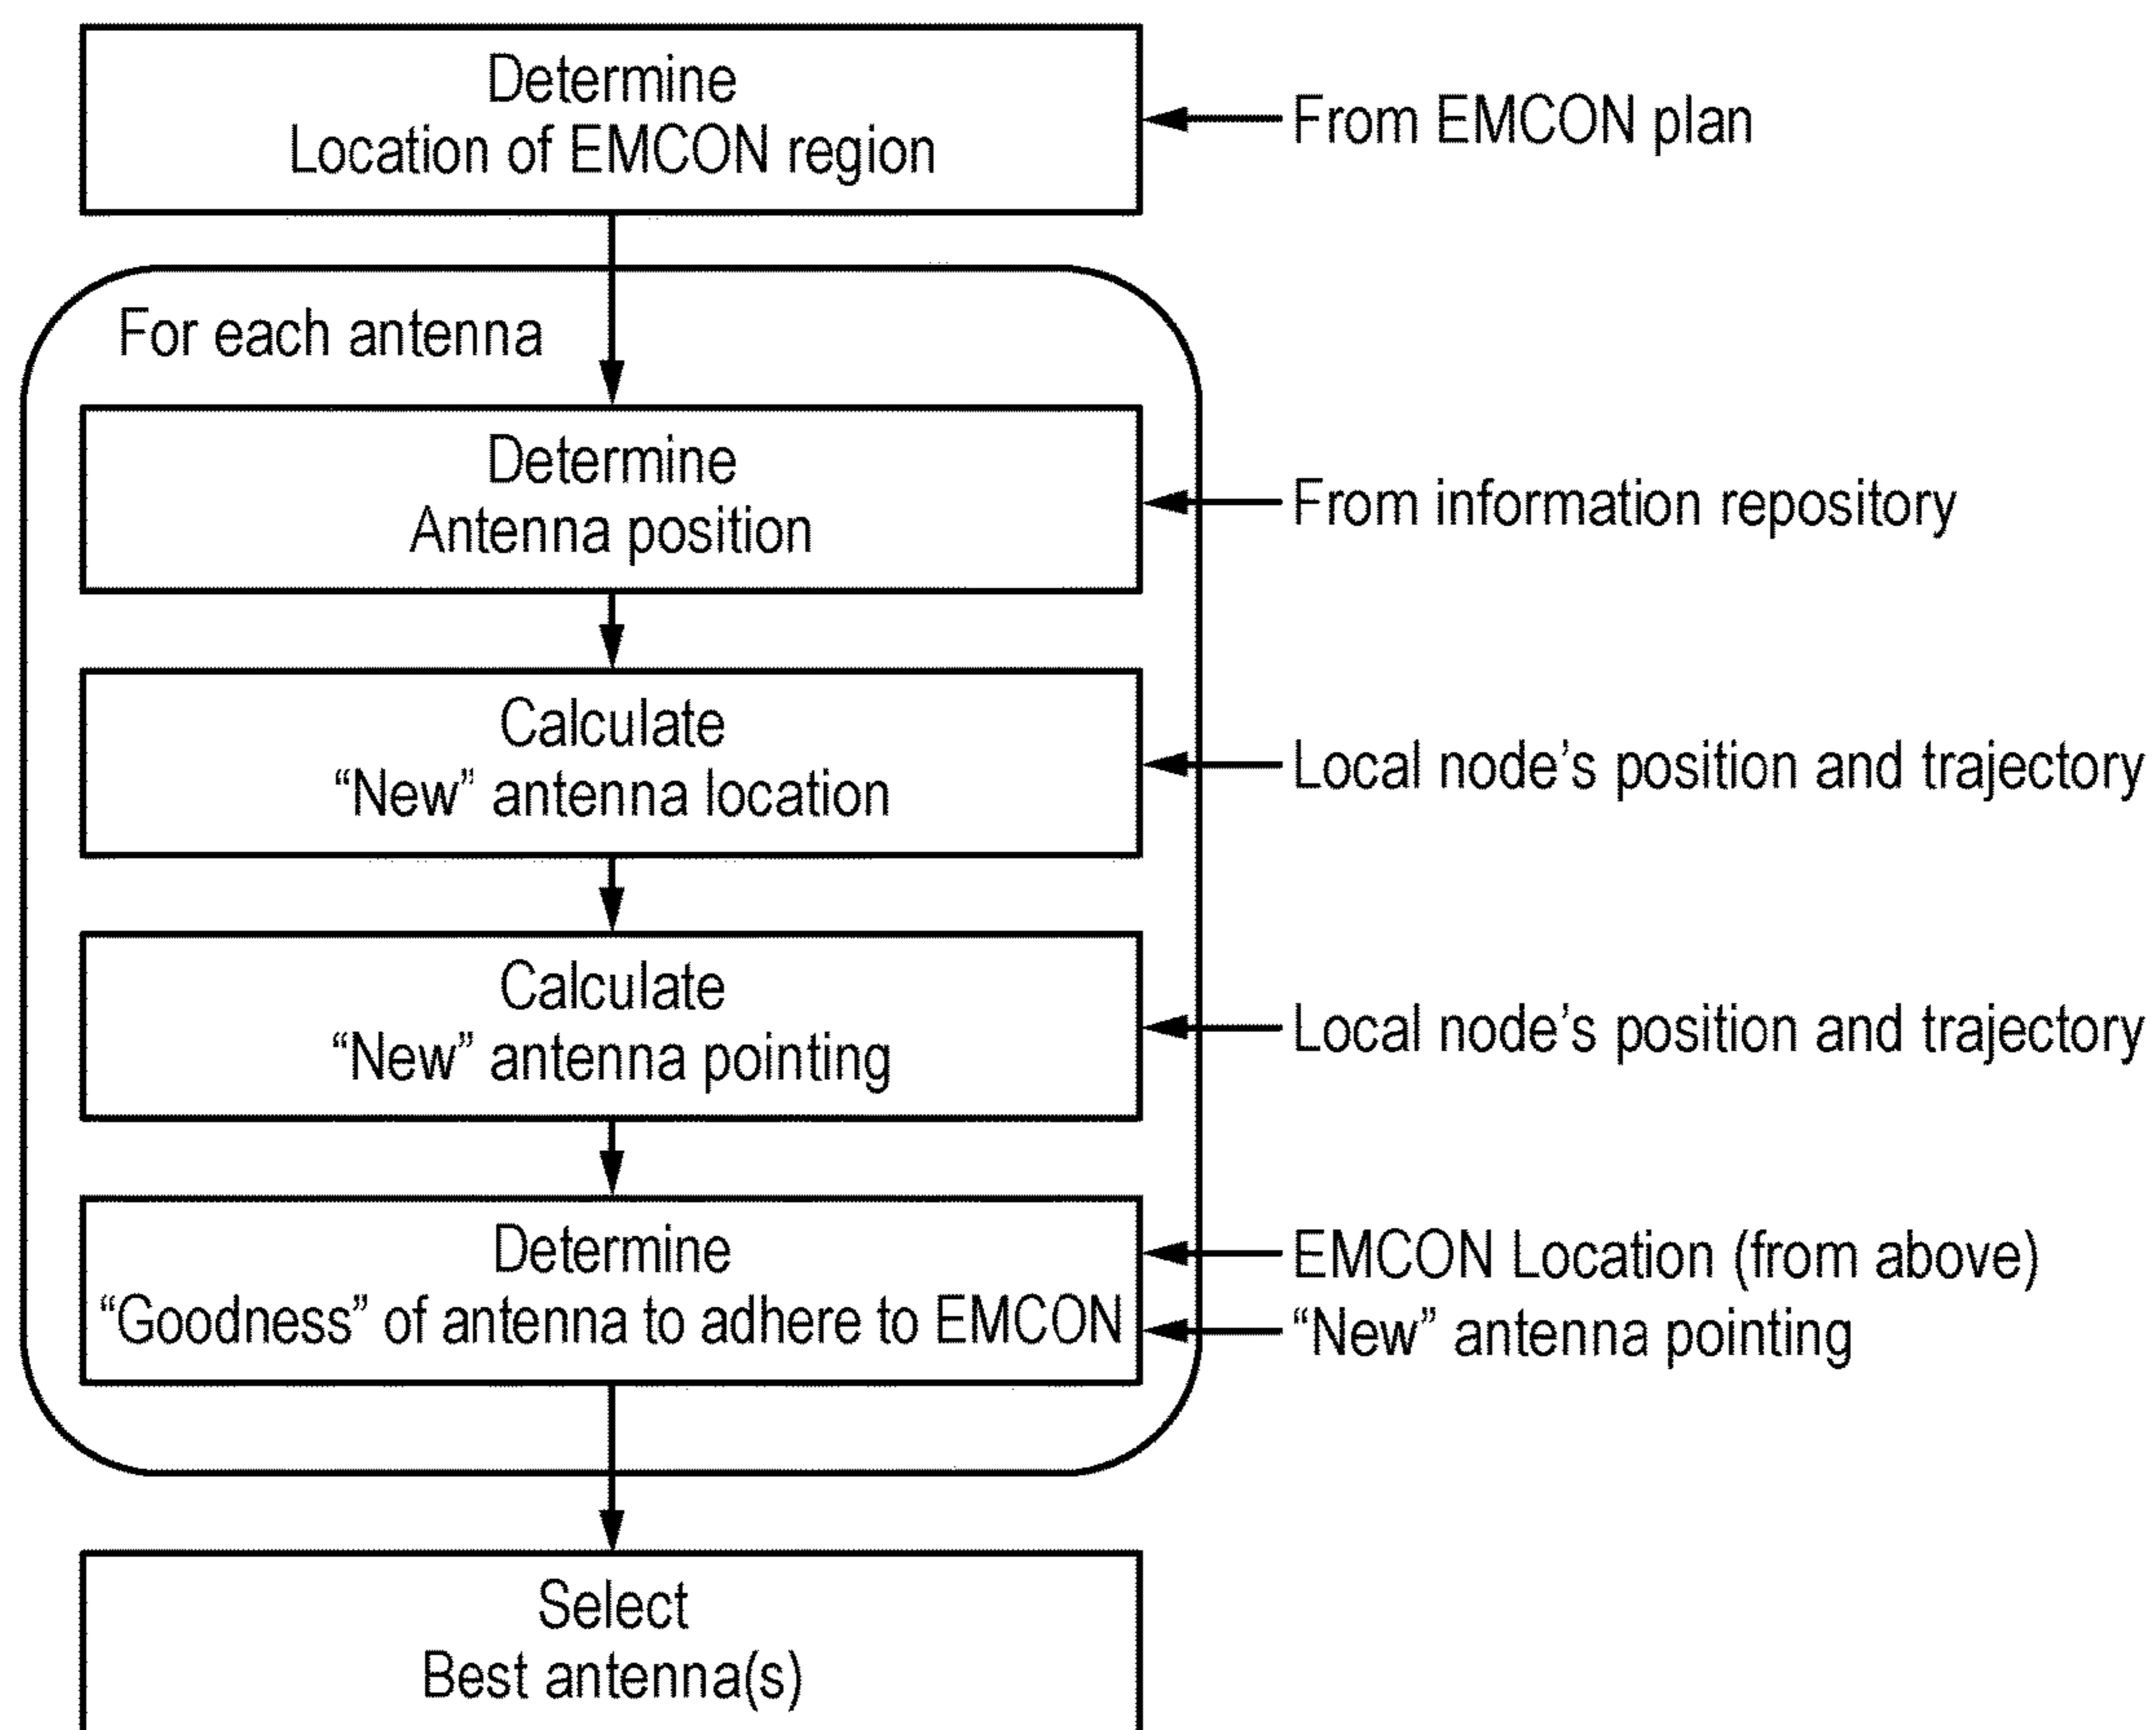 Determine
Location of EMCON region
From EMCON plan
For each antenna
Determine
Antenna position
From information repository
Calculate
“New” antenna location
Local node’s position and trajectory
Calculate
“New” antenna pointing
Local node’s position and trajectory
Determine
“Goodness” of antenna to adhere to EMCON
EMCON Location (from above)
“New” antenna pointing
Select
Best antenna(s)